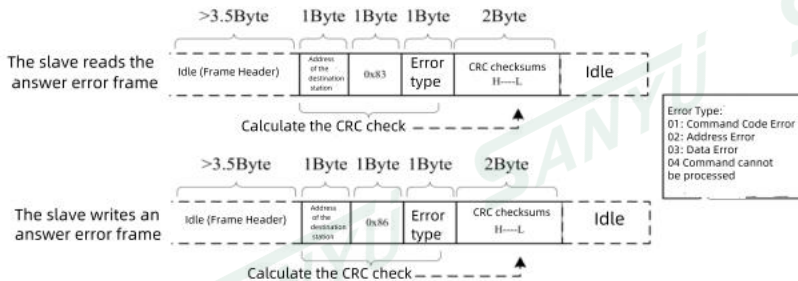 >3.5Byte 1Byte 1Byte 1Byte 2Byte
The slave reads the
answer error frame
Idle (Frame Header)
Address
of the
destination
station
0x83
Error
type
CRC checksums
H----L
Idle
Calculate the CRC check
Error Type:
01: Command Code Error
02: Address Error
03: Data Error
04 Command cannot
be processed
>3.5Byte 1Byte 1Byte 1Byte 2Byte
The slave writes an
answer error frame
Idle (Frame Header)
Address
of the
destination
station
0x86
Error
type
CRC checksums
H----L
Idle
Calculate the CRC check
SANYU